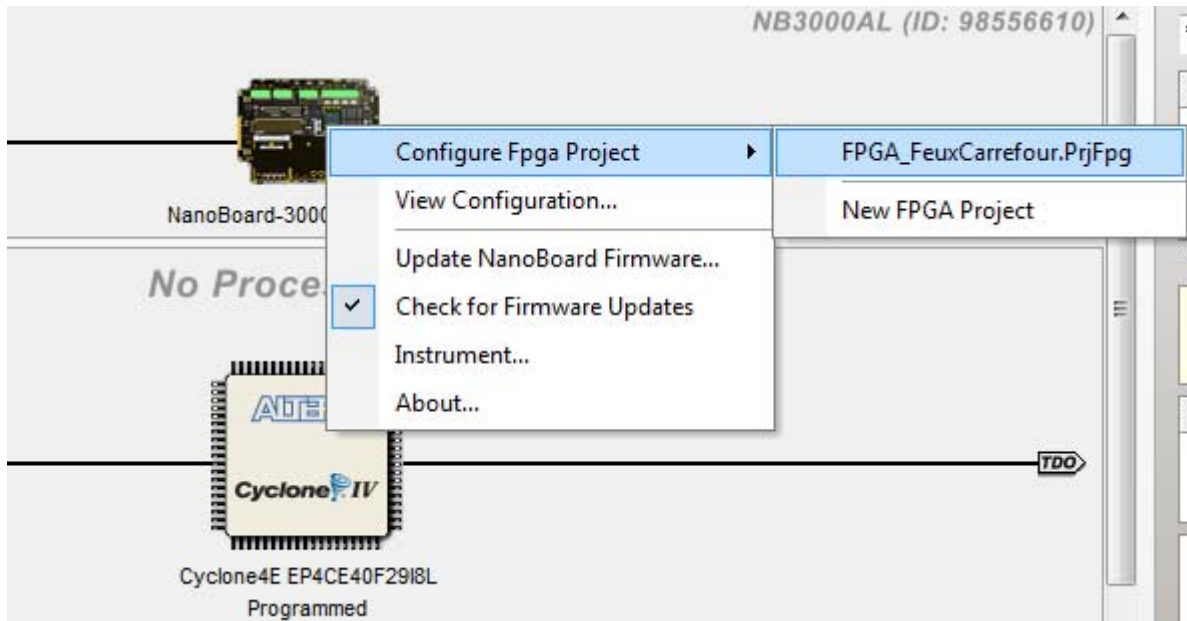 NB3000AL (ID: 98556610)
Configure Fpga Project
FPGA_FeuxCarrefour.PrjFpg
View Configuration...
New FPGA Project
NanoBoard-3000
Update NanoBoard Firmware...
No Proce
Check for Firmware Updates
Instrument...
About...
ALTE
Cyclone IV
TDO
Cyclone4E EP4CE40F29I8L
Programmed